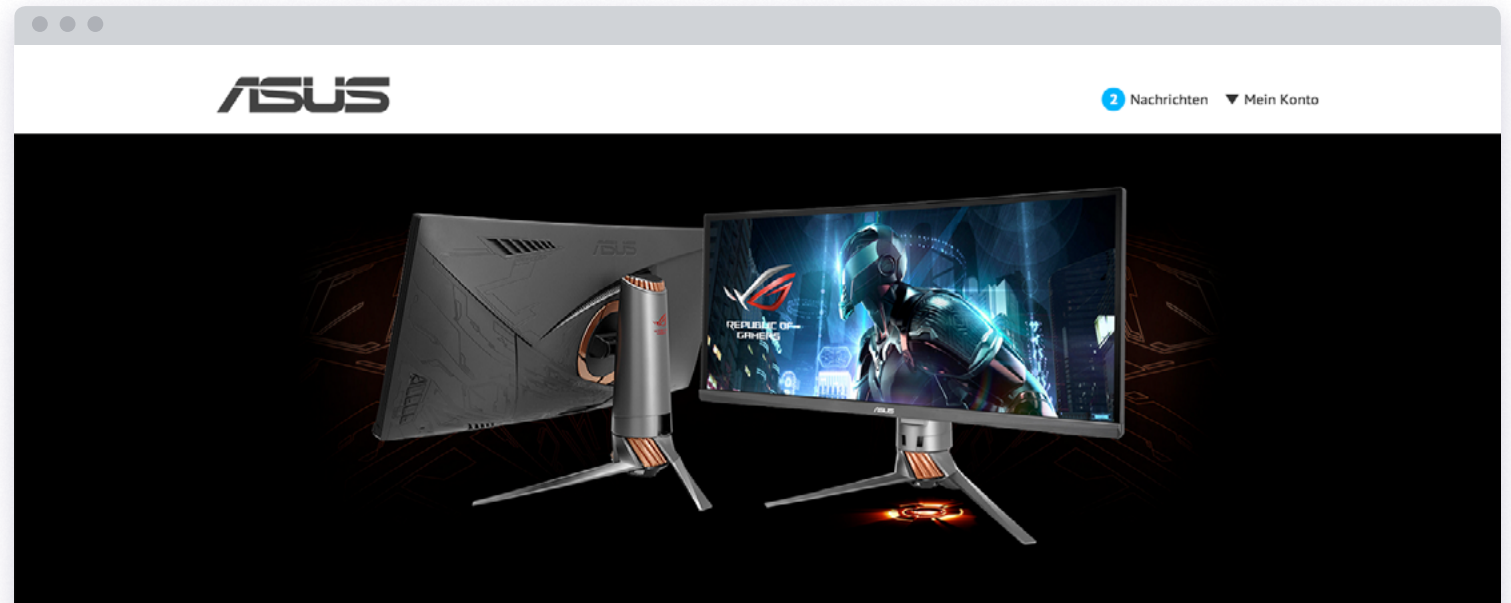 ASUS
2 Nachrichten ▼ Mein Konto
ASUS
REPUBLIC OF
GAMERS
ASUS